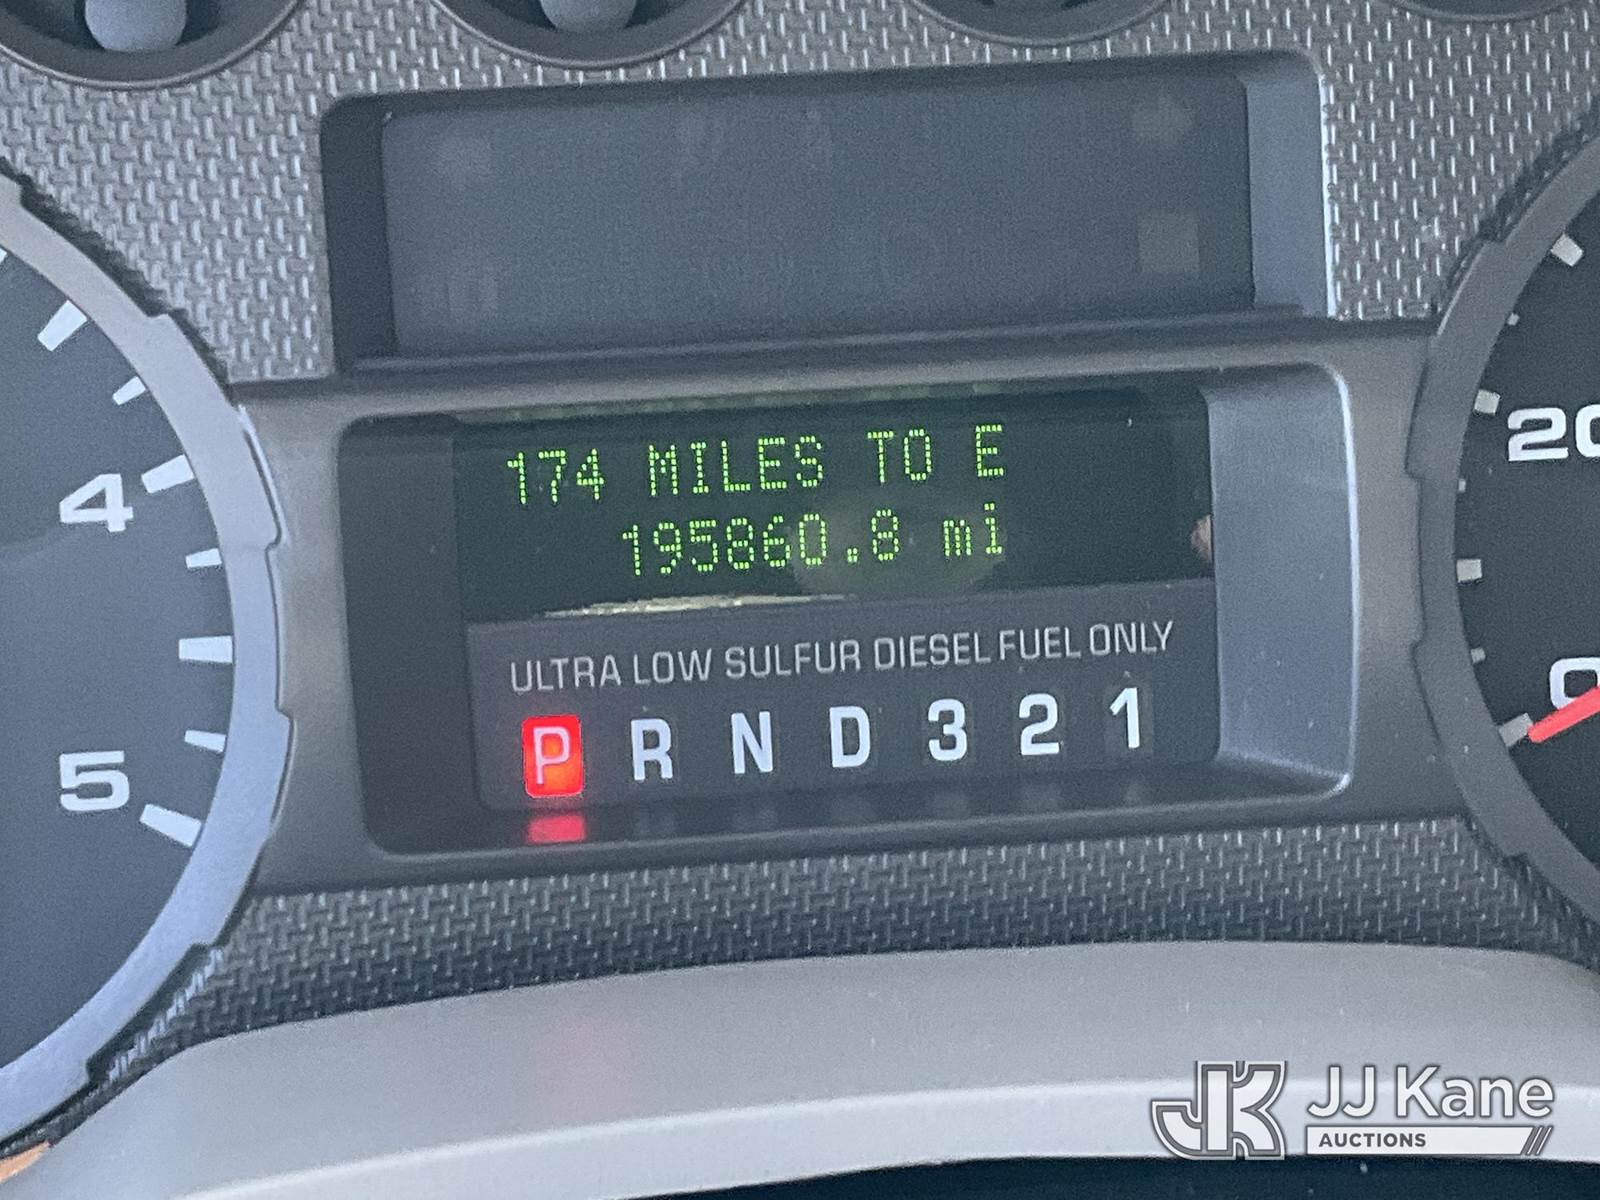 174 MILES TO E
195860.8 mi
ULTRA LOW SULFUR DIESEL FUEL ONLY
P R N D 3 2 1
4
5
20
0
JK JJ Kane
AUCTIONS